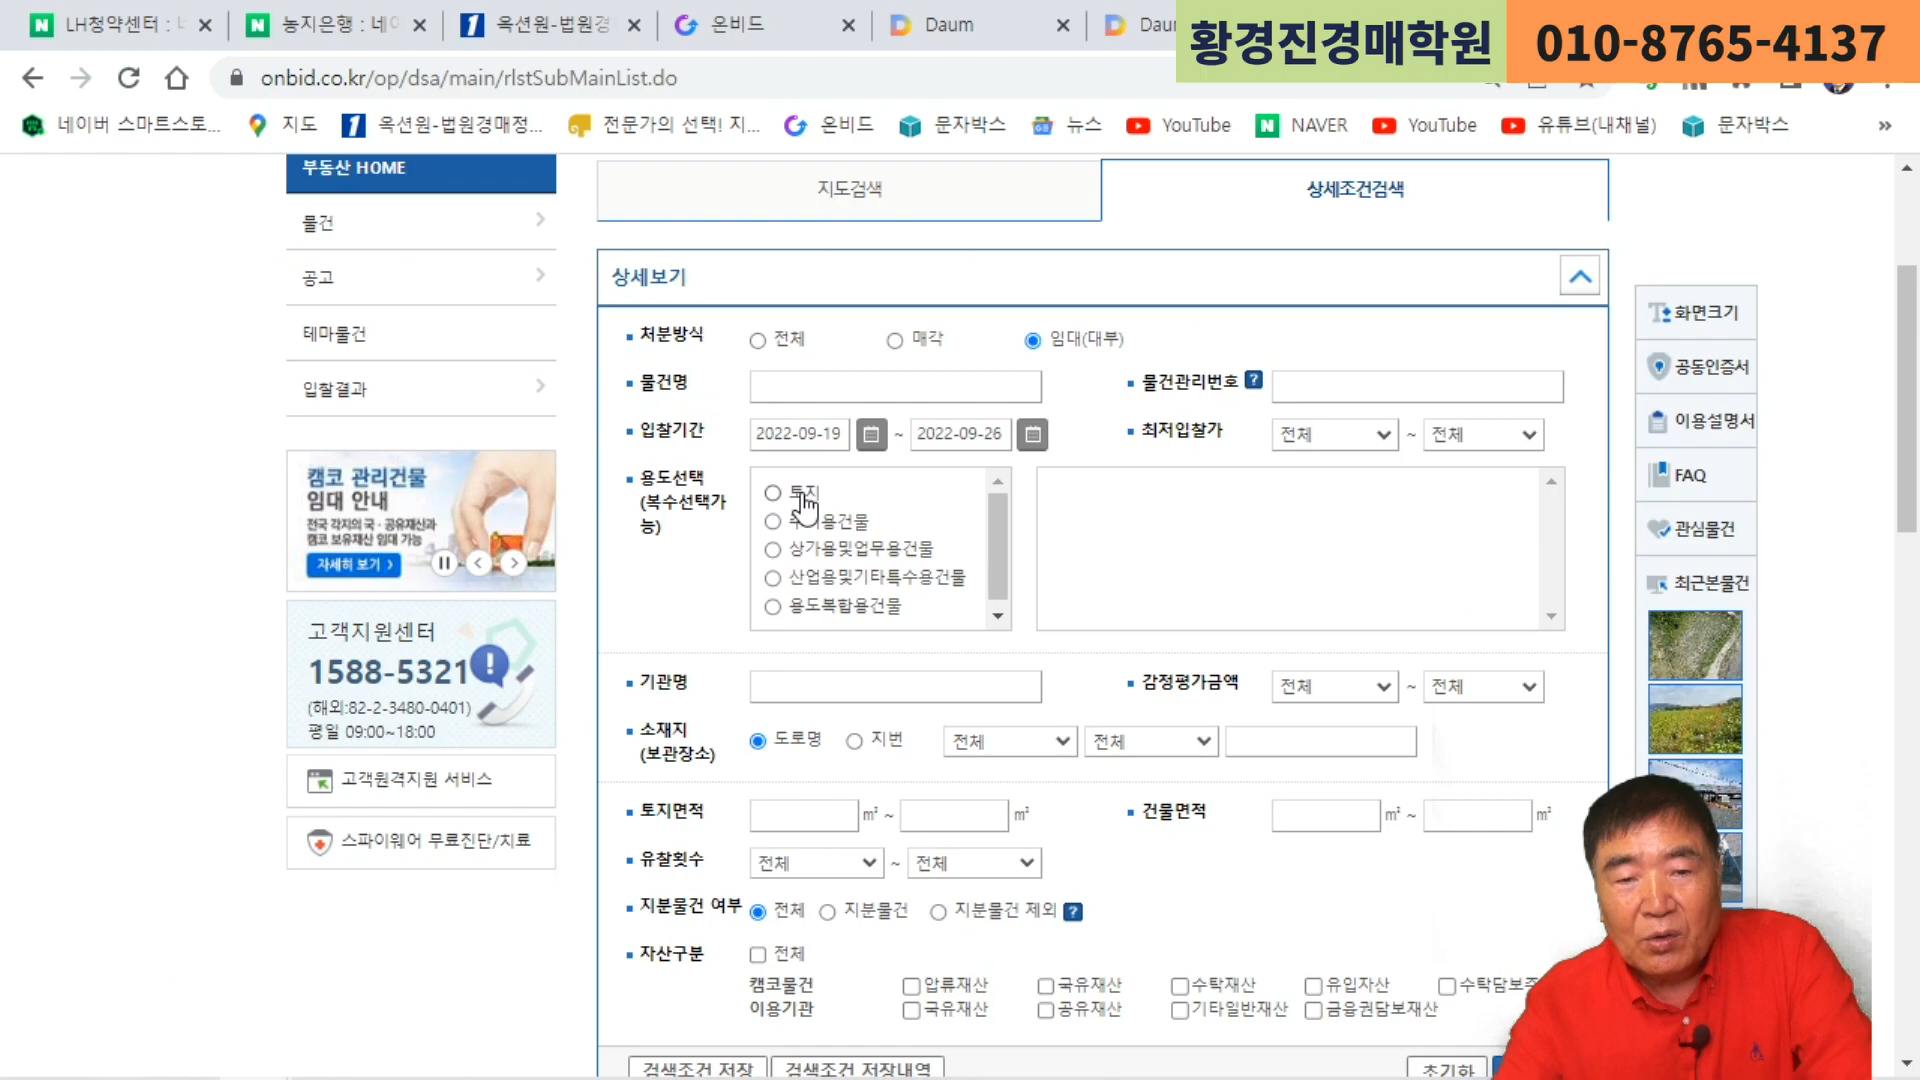 LH청약센터 :
농지은행 : 네이
옥션원-법원경
온비드
Daum
황경진경매학원
010-8765-4137
onbid.co.kr/op/dsa/main/rlstSubMainList.do
네이버 스마트스토...
지도
옥션원-법원경매정...
전문가의 선택! 지...
온비드
문자박스
뉴스
YouTube
NAVER
YouTube
유튜브(내채널)
문자박스
부동산 HOME
물건
공고
테마물건
입찰결과
지도검색
상세조건검색
상세보기
처분방식
전체
매각
임대(대부)
물건명
물건관리번호
입찰기간
2022-09-19 ~ 2022-09-26
최저입찰가
전체 ~ 전체
용도선택
(복수선택가
능)
토지
상가용및업무용건물
산업용및기타특수용건물
용도복합용건물
기관명
감정평가금액
전체 ~ 전체
소재지
(보관장소)
도로명
지번
전체
전체
토지면적
㎡ ~ ㎡
건물면적
㎡ ~ ㎡
유찰횟수
전체 ~ 전체
지분물건 여부
전체
지분물건
지분물건 제외
자산구분
전체
캠코물건
압류재산
국유재산
수탁재산
유입자산
수탁담보
이용기관
국유재산
공유재산
기타일반재산
금융권담보재산
검색조건 저장
검색조건 저장내역
초기화
캠코 관리건물
임대 안내
전국 각지의 국·공유재산과
캠코 보유재산 임대 가능
자세히 보기
고객지원센터
1588-5321
(해외:82-2-3480-0401)
평일 09:00~18:00
고객원격지원 서비스
스파이웨어 무료진단/치료
화면크기
공동인증서
이용설명서
FAQ
관심물건
최근본물건